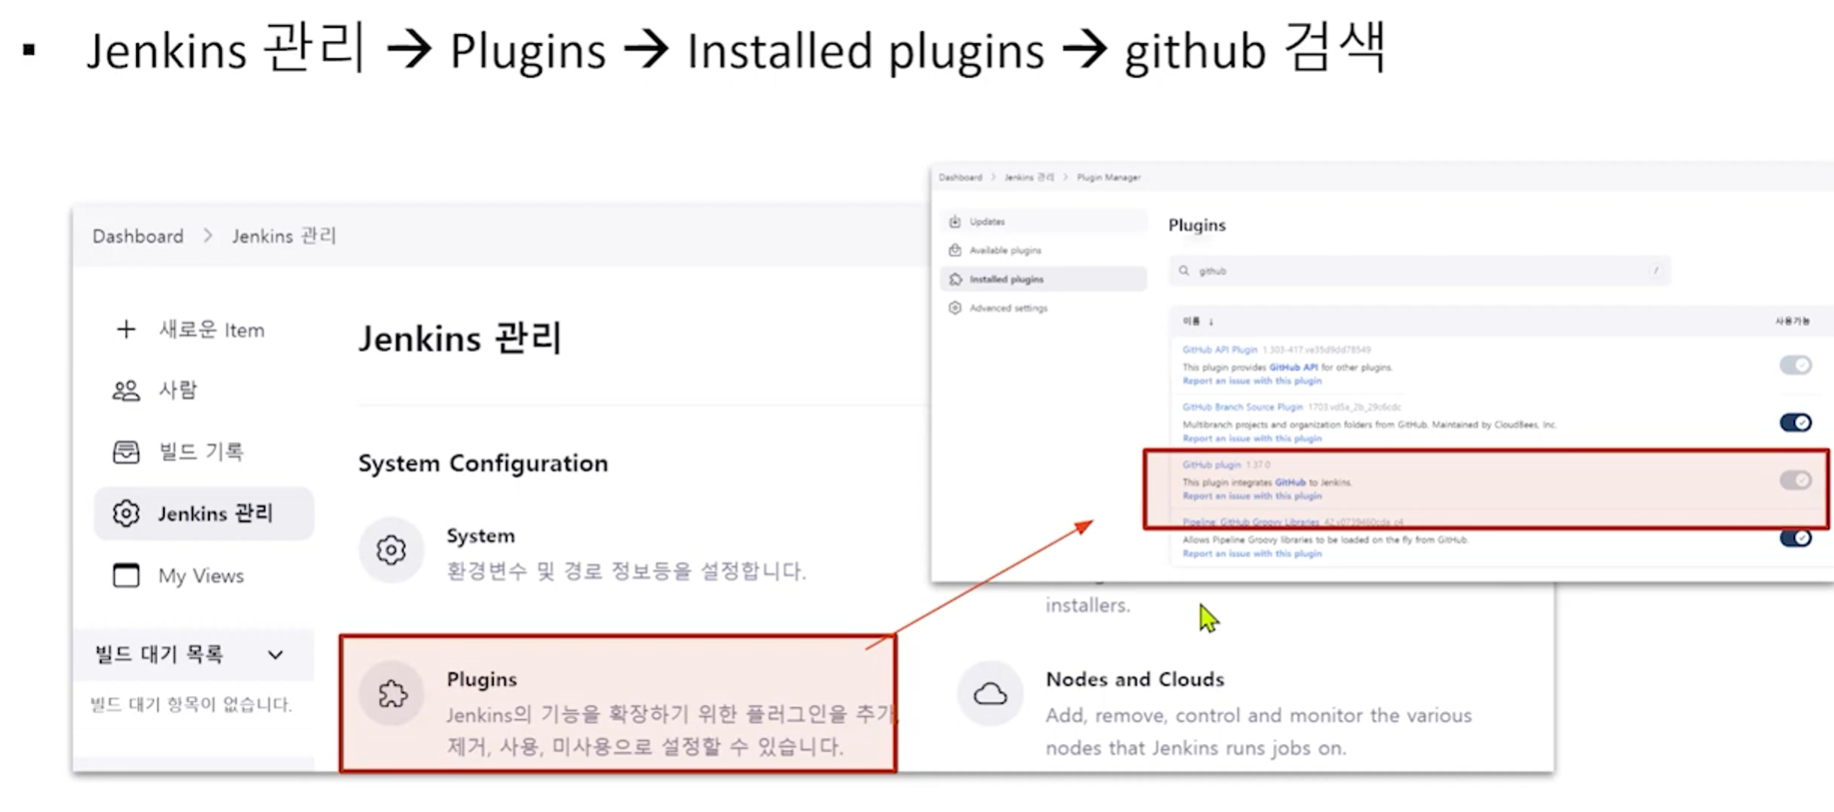 ▪ Jenkins 관리 → Plugins → Installed plugins → github 검색
Dashboard > Jenkins 관리
새로운 Item
사람
빌드 기록
Jenkins 관리
My Views
빌드 대기 목록
빌드 대기 항목이 없습니다.
Jenkins 관리
System Configuration
System
환경변수 및 경로 정보등을 설정합니다.
Plugins
Jenkins의 기능을 확장하기 위한 플러그인을 추가,
제거, 사용, 미사용으로 설정할 수 있습니다.
installers.
Nodes and Clouds
Add, remove, control and monitor the various
nodes that Jenkins runs jobs on.
Dashboard > Jenkins 관리 > Plugin Manager
Updates
Available plugins
Installed plugins
Advanced settings
Plugins
github /
이름 ↓ 사용가능
GitHub API Plugin 1.303-417.ve35d9dd78549
This plugin provides GitHub API for other plugins.
Report an issue with this plugin
GitHub Branch Source Plugin
Multibranch projects and organization folders from GitHub. Maintained by CloudBees, Inc.
Report an issue with this plugin
GitHub plugin 1.37.0
This plugin integrates GitHub to Jenkins.
Report an issue with this plugin
Pipeline: GitHub Groovy Libraries
Allows Pipeline Groovy libraries to be loaded on the fly from GitHub.
Report an issue with this plugin